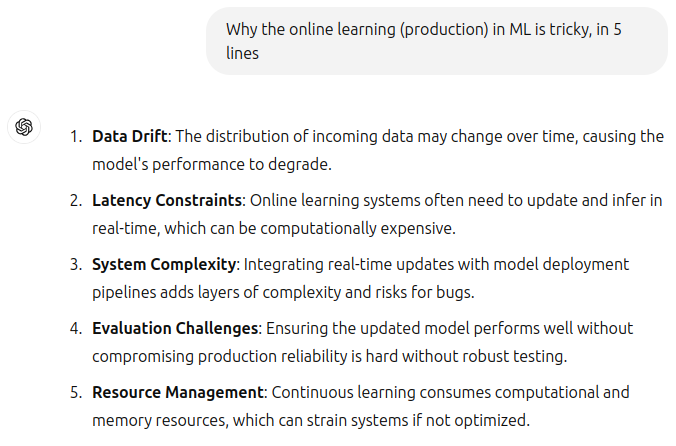 Why the online learning (production) in ML is tricky, in 5
lines
1. Data Drift: The distribution of incoming data may change over time, causing the
model's performance to degrade.
2. Latency Constraints: Online learning systems often need to update and infer in
real-time, which can be computationally expensive.
3. System Complexity: Integrating real-time updates with model deployment
pipelines adds layers of complexity and risks for bugs.
4. Evaluation Challenges: Ensuring the updated model performs well without
compromising production reliability is hard without robust testing.
5. Resource Management: Continuous learning consumes computational and
memory resources, which can strain systems if not optimized.